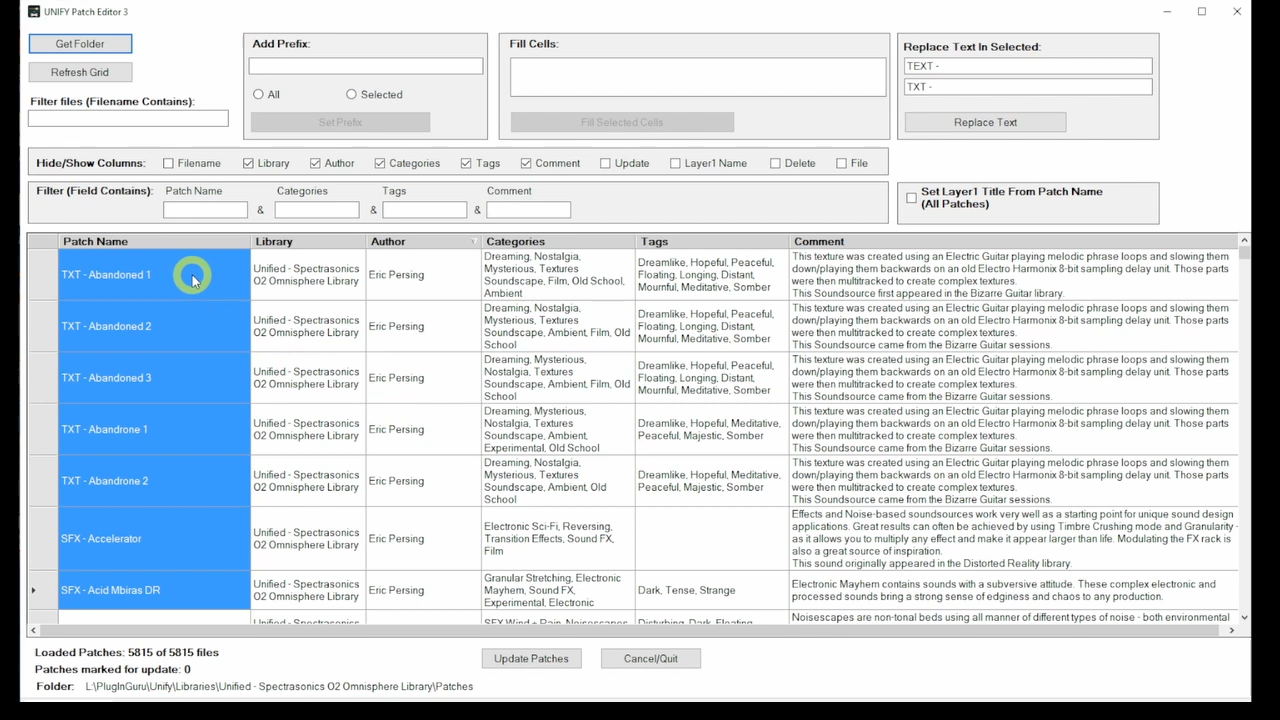 UNIFY Patch Editor 3
Get Folder
Refresh Grid
Filter files (Filename Contains):
Add Prefix:
All
Selected
Set Prefix
Fill Cells:
Fill Selected Cells
Replace Text In Selected:
TEXT -
TXT -
Replace Text
Hide/Show Columns: Filename Library Author Categories Tags Comment Update Layer1 Name Delete File
Filter (Field Contains): Patch Name Categories Tags Comment
& & &
Set Layer1 Title From Patch Name
(All Patches)
Patch Name Library Author Categories Tags Comment
TXT - Abandoned 1
Unified - Spectrasonics
O2 Omnisphere Library
Eric Persing
Dreaming, Nostalgia,
Mysterious, Textures
Soundscape, Film, Old School,
Ambient
Dreamlike, Hopeful, Peaceful,
Floating, Longing, Distant,
Mournful, Meditative, Somber
This texture was created using an Electric Guitar playing melodic phrase loops and slowing them
down/playing them backwards on an old Electro Harmonix 8-bit sampling delay unit. Those parts
were then multitracked to create complex textures.
This Soundsource first appeared in the Bizarre Guitar library.
TXT - Abandoned 2
Unified - Spectrasonics
O2 Omnisphere Library
Eric Persing
Dreaming, Nostalgia,
Mysterious, Textures
Soundscape, Ambient, Film, Old
School
Dreamlike, Hopeful, Peaceful,
Floating, Longing, Distant,
Mournful, Meditative, Somber
This texture was created using an Electric Guitar playing melodic phrase loops and slowing them
down/playing them backwards on an old Electro Harmonix 8-bit sampling delay unit. Those parts
were then multitracked to create complex textures.
This Soundsource came from the Bizarre Guitar sessions.
TXT - Abandoned 3
Unified - Spectrasonics
O2 Omnisphere Library
Eric Persing
Dreaming, Mysterious,
Nostalgia, Textures
Soundscape, Ambient, Film, Old
School
Dreamlike, Hopeful, Peaceful,
Floating, Longing, Distant,
Mournful, Meditative, Somber
This texture was created using an Electric Guitar playing melodic phrase loops and slowing them
down/playing them backwards on an old Electro Harmonix 8-bit sampling delay unit. Those parts
were then multitracked to create complex textures.
This Soundsource came from the Bizarre Guitar sessions.
TXT - Abandrone 1
Unified - Spectrasonics
O2 Omnisphere Library
Eric Persing
Dreaming, Mysterious,
Nostalgia, Textures
Soundscape, Ambient,
Experimental, Old School
Dreamlike, Hopeful, Meditative,
Peaceful, Majestic, Somber
This texture was created using an Electric Guitar playing melodic phrase loops and slowing them
down/playing them backwards on an old Electro Harmonix 8-bit sampling delay unit. Those parts
were then multitracked to create complex textures.
This Soundsource came from the Bizarre Guitar sessions.
TXT - Abandrone 2
Unified - Spectrasonics
O2 Omnisphere Library
Eric Persing
Dreaming, Nostalgia,
Mysterious, Textures
Soundscape, Ambient, Old
School
Dreamlike, Hopeful, Meditative,
Peaceful, Majestic, Somber
This texture was created using an Electric Guitar playing melodic phrase loops and slowing them
down/playing them backwards on an old Electro Harmonix 8-bit sampling delay unit. Those parts
were then multitracked to create complex textures.
This Soundsource came from the Bizarre Guitar sessions.
SFX - Accelerator
Unified - Spectrasonics
O2 Omnisphere Library
Eric Persing
Electronic Sci-Fi, Reversing,
Transition Effects, Sound FX,
Film
Effects and Noise-based soundsources work very well as a starting point for unique sound design
applications. Great results can often be achieved by using Timbre Crushing mode and Granularity -
as it allows you to multiply any effect and make it appear larger than life. Modulating the FX rack is
also a great source of inspiration.
This sound originally appeared in the Distorted Reality library.
SFX - Acid Mbiras DR
Unified - Spectrasonics
O2 Omnisphere Library
Eric Persing
Granular Stretching, Electronic
Mayhem, Sound FX,
Experimental, Electronic
Dark, Tense, Strange
Electronic Mayhem contains sounds with a subversive attitude. These complex electronic and
processed sounds bring a strong sense of edginess and chaos to any production.
Unified - Spectrasonics
SFX Wind + Rain, Noisescapes
Disturbing, Dark, Floating
Noisescapes are non-tonal beds using all manner of different types of noise - both environmental
Loaded Patches: 5815 of 5815 files
Patches marked for update: 0
Update Patches
Cancel/Quit
Folder: L:\PlugInGuru\Unify\Libraries\Unified - Spectrasonics O2 Omnisphere Library\Patches